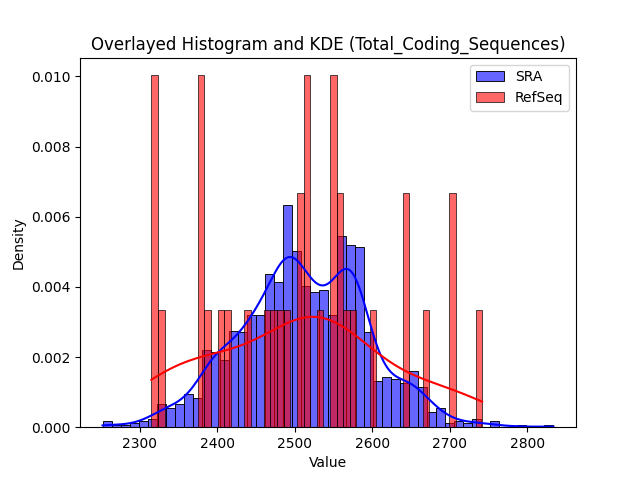 Overlayed Histogram and KDE (Total_Coding_Sequences)
SRA
RefSeq
0.010
0.008
0.006
0.004
0.002
0.000
Density
2300 2400 2500 2600 2700 2800
Value